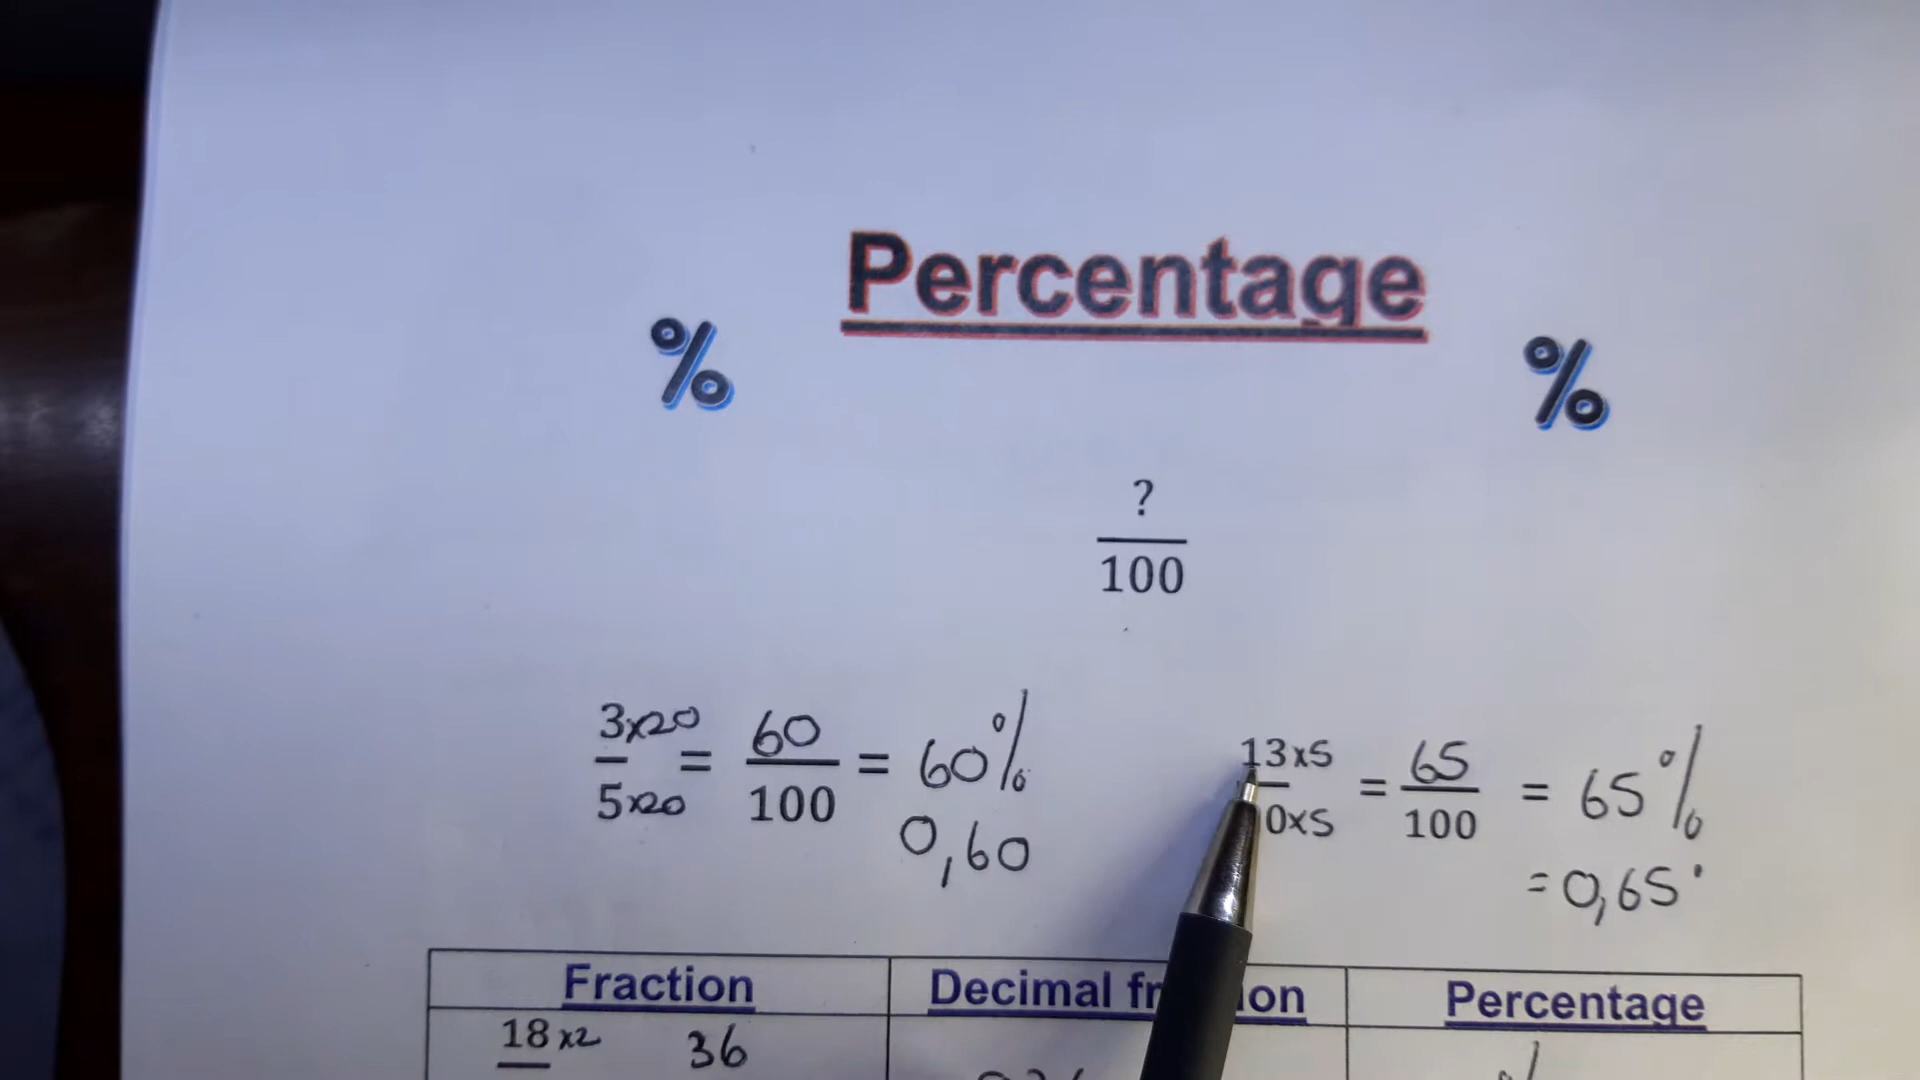 Percentage
% %
?
100
3x20 = 60 = 60%
5x20 100
0,60
13x5 = 65 = 65%
0x5 100
=0,65
Fraction Decimal fr ion Percentage
18x2 36